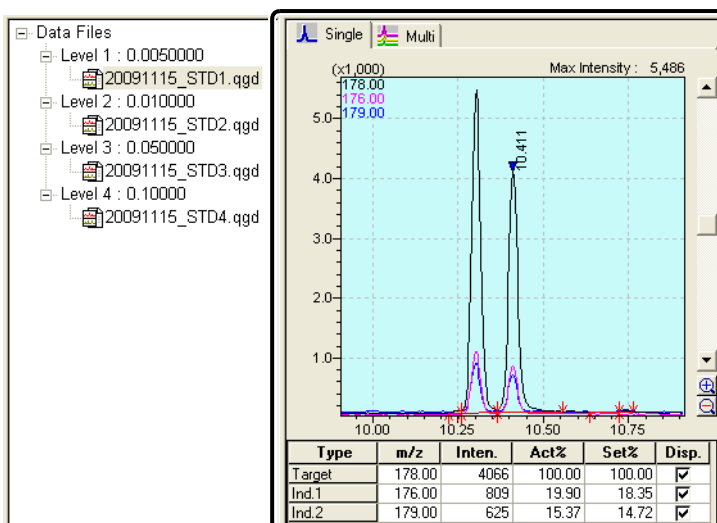 Data Files
Level 1 : 0.0050000
20091115_STD1.qgd
Level 2 : 0.010000
20091115_STD2.qgd
Level 3 : 0.050000
20091115_STD3.qgd
Level 4 : 0.10000
20091115_STD4.qgd
Single Multi
(x1,000) Max Intensity : 5,486
178.00
176.00
179.00
10.411
5.0
4.0
3.0
2.0
1.0
10.00 10.25 10.50 10.75
Type m/z Inten. Act% Set% Disp.
Target 178.00 4066 100.00 100.00
Ind.1 176.00 809 19.90 18.35
Ind.2 179.00 625 15.37 14.72